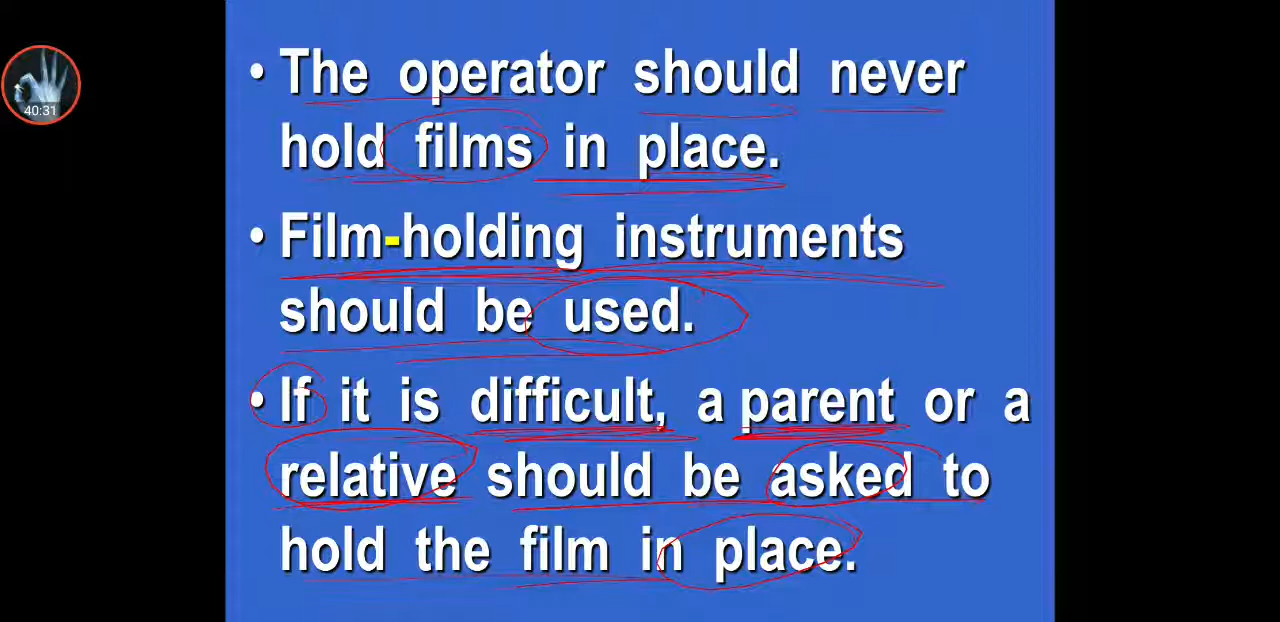 40:31
• The operator should never
hold films in place.
• Film-holding instruments
should be used.
• If it is difficult, a parent or a
relative should be asked to
hold the film in place.